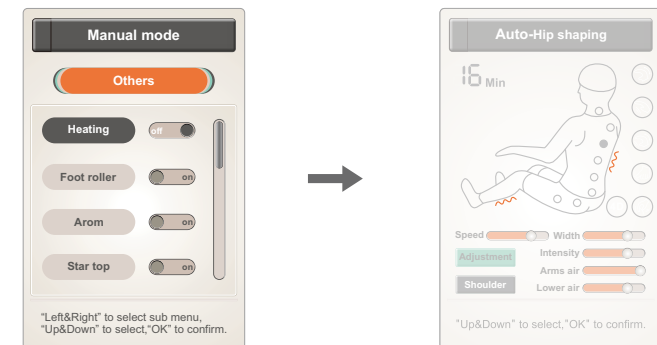 Manual mode
Others
Heating off
Foot roller on
Arom on
Star top on
“Left&Right” to select sub menu,
“Up&Down” to select,“OK” to confirm.
Auto-Hip shaping
16 Min
Speed Width
Adjustment Intensity
Arms air
Shoulder Lower air
“Up&Down” to select,“OK” to confirm.